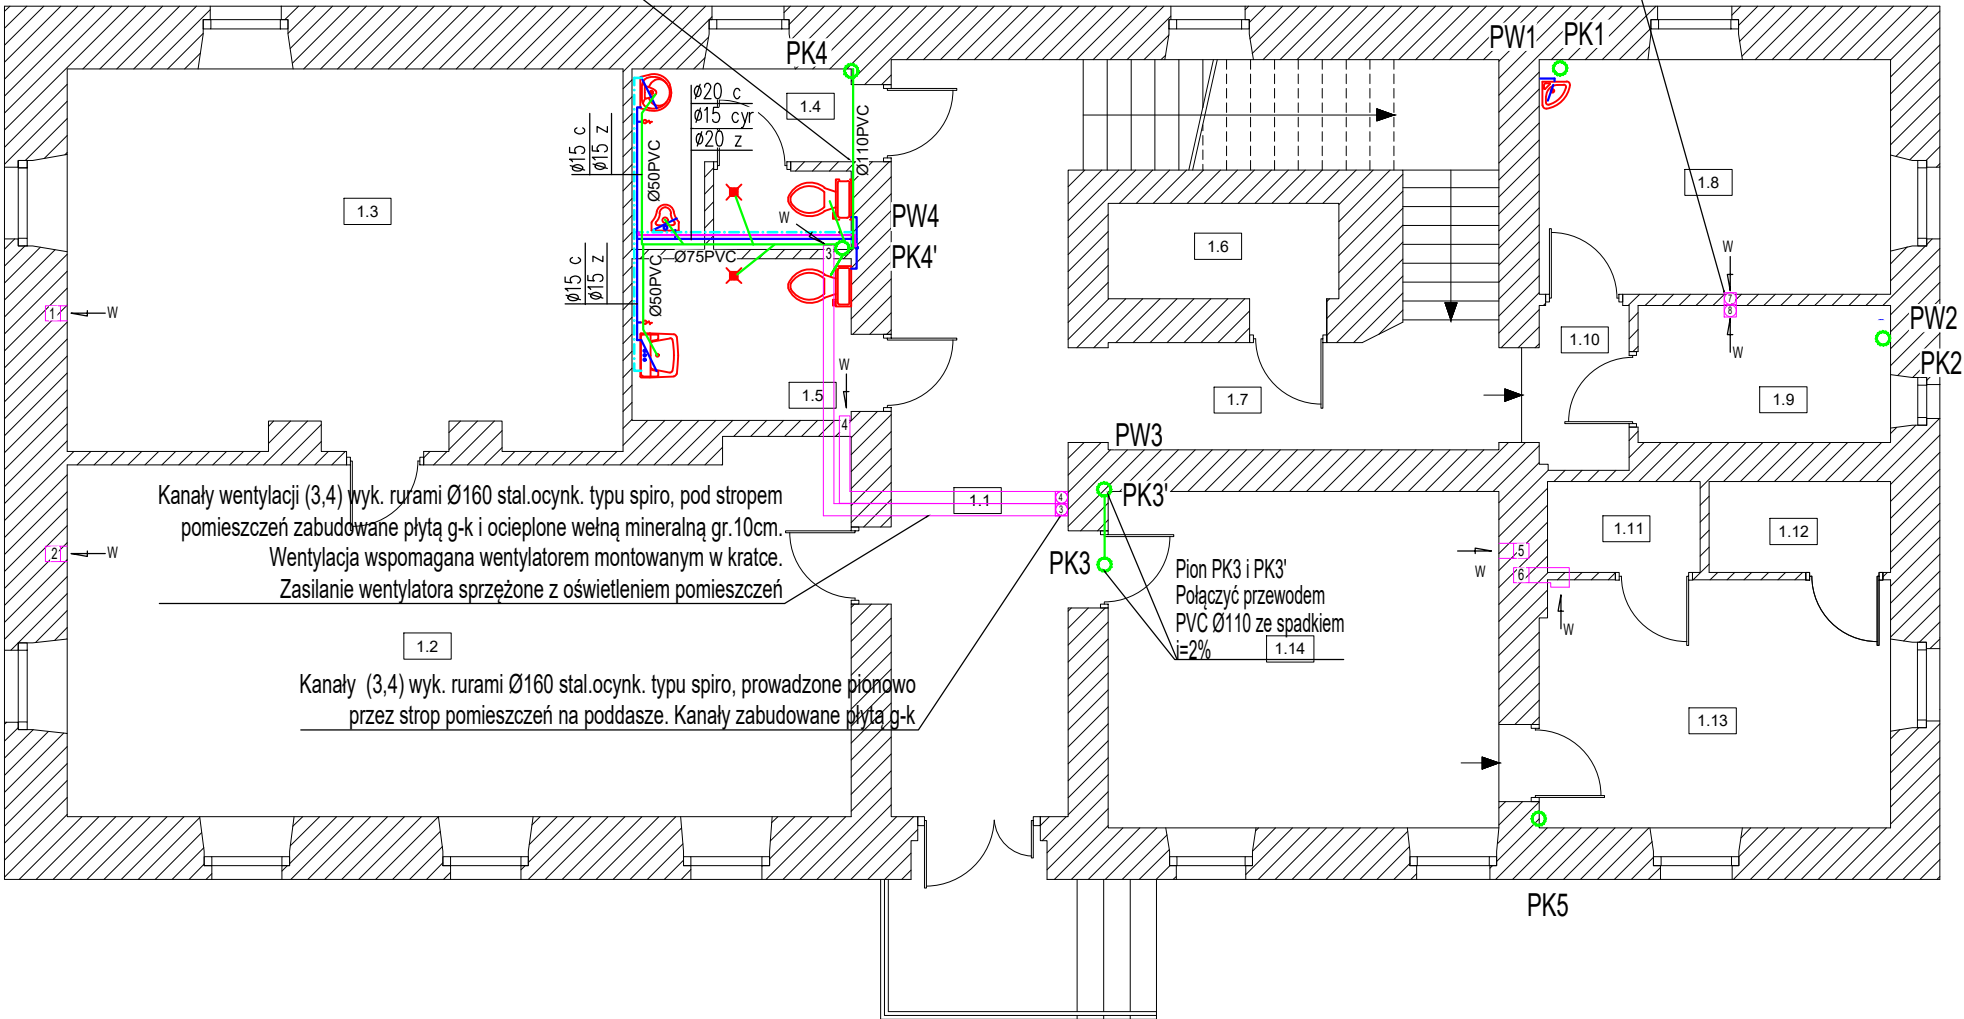 PW1
PK1
PK4
1.4
Ø20 c
Ø15 cyr
Ø20 z
Ø110PVC
Ø15 c
Ø15 z
Ø50PVC
1.3
1.8
W
PW4
PK4'
3
Ø75PVC
1.6
W
7
8
W
Ø15 c
Ø15 z
Ø50PVC
1
W
PW2
PK2
1.10
1.9
1.7
W
1.5
4
PW3
PK3'
1.1
4
3
Kanały wentylacji (3,4) wyk. rurami Ø160 stal.ocynk. typu spiro, pod stropem
pomieszczeń zabudowane płytą g-k i ocieplone wełną mineralną gr.10cm.
Wentylacja wspomagana wentylatorem montowanym w kratce.
Zasilanie wentylatora sprzężone z oświetleniem pomieszczeń
2
W
PK3
Pion PK3 i PK3'
Połączyć przewodem
PVC Ø110 ze spadkiem
i=2%
1.14
5
W
6
W
1.11
1.12
1.2
Kanały (3,4) wyk. rurami Ø160 stal.ocynk. typu spiro, prowadzone pionowo
przez strop pomieszczeń na poddasze. Kanały zabudowane płytą g-k
1.13
PK5